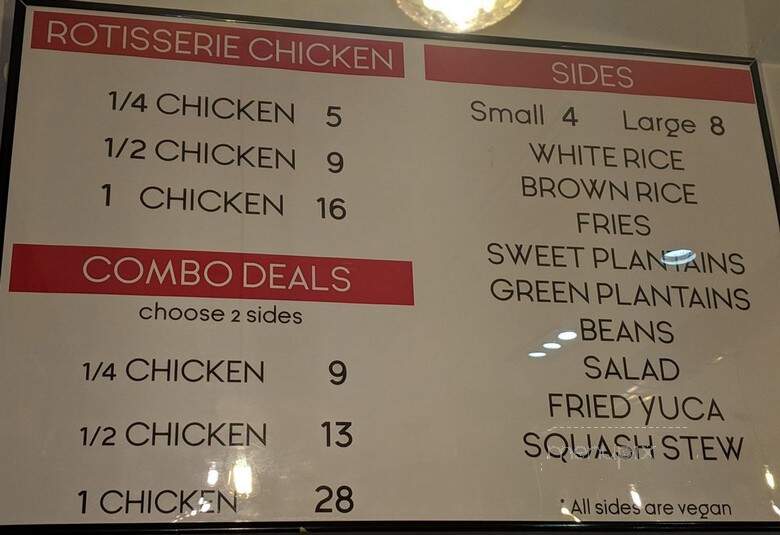 ROTISSERIE CHICKEN
1/4 CHICKEN 5
1/2 CHICKEN 9
1 CHICKEN 16
COMBO DEALS
choose 2 sides
1/4 CHICKEN 9
1/2 CHICKEN 13
1 CHICKEN 28
SIDES
Small 4 Large 8
WHITE RICE
BROWN RICE
FRIES
SWEET PLANTAINS
GREEN PLANTAINS
BEANS
SALAD
FRIED YUCA
SQUASH STEW
menupix
* All sides are vegan